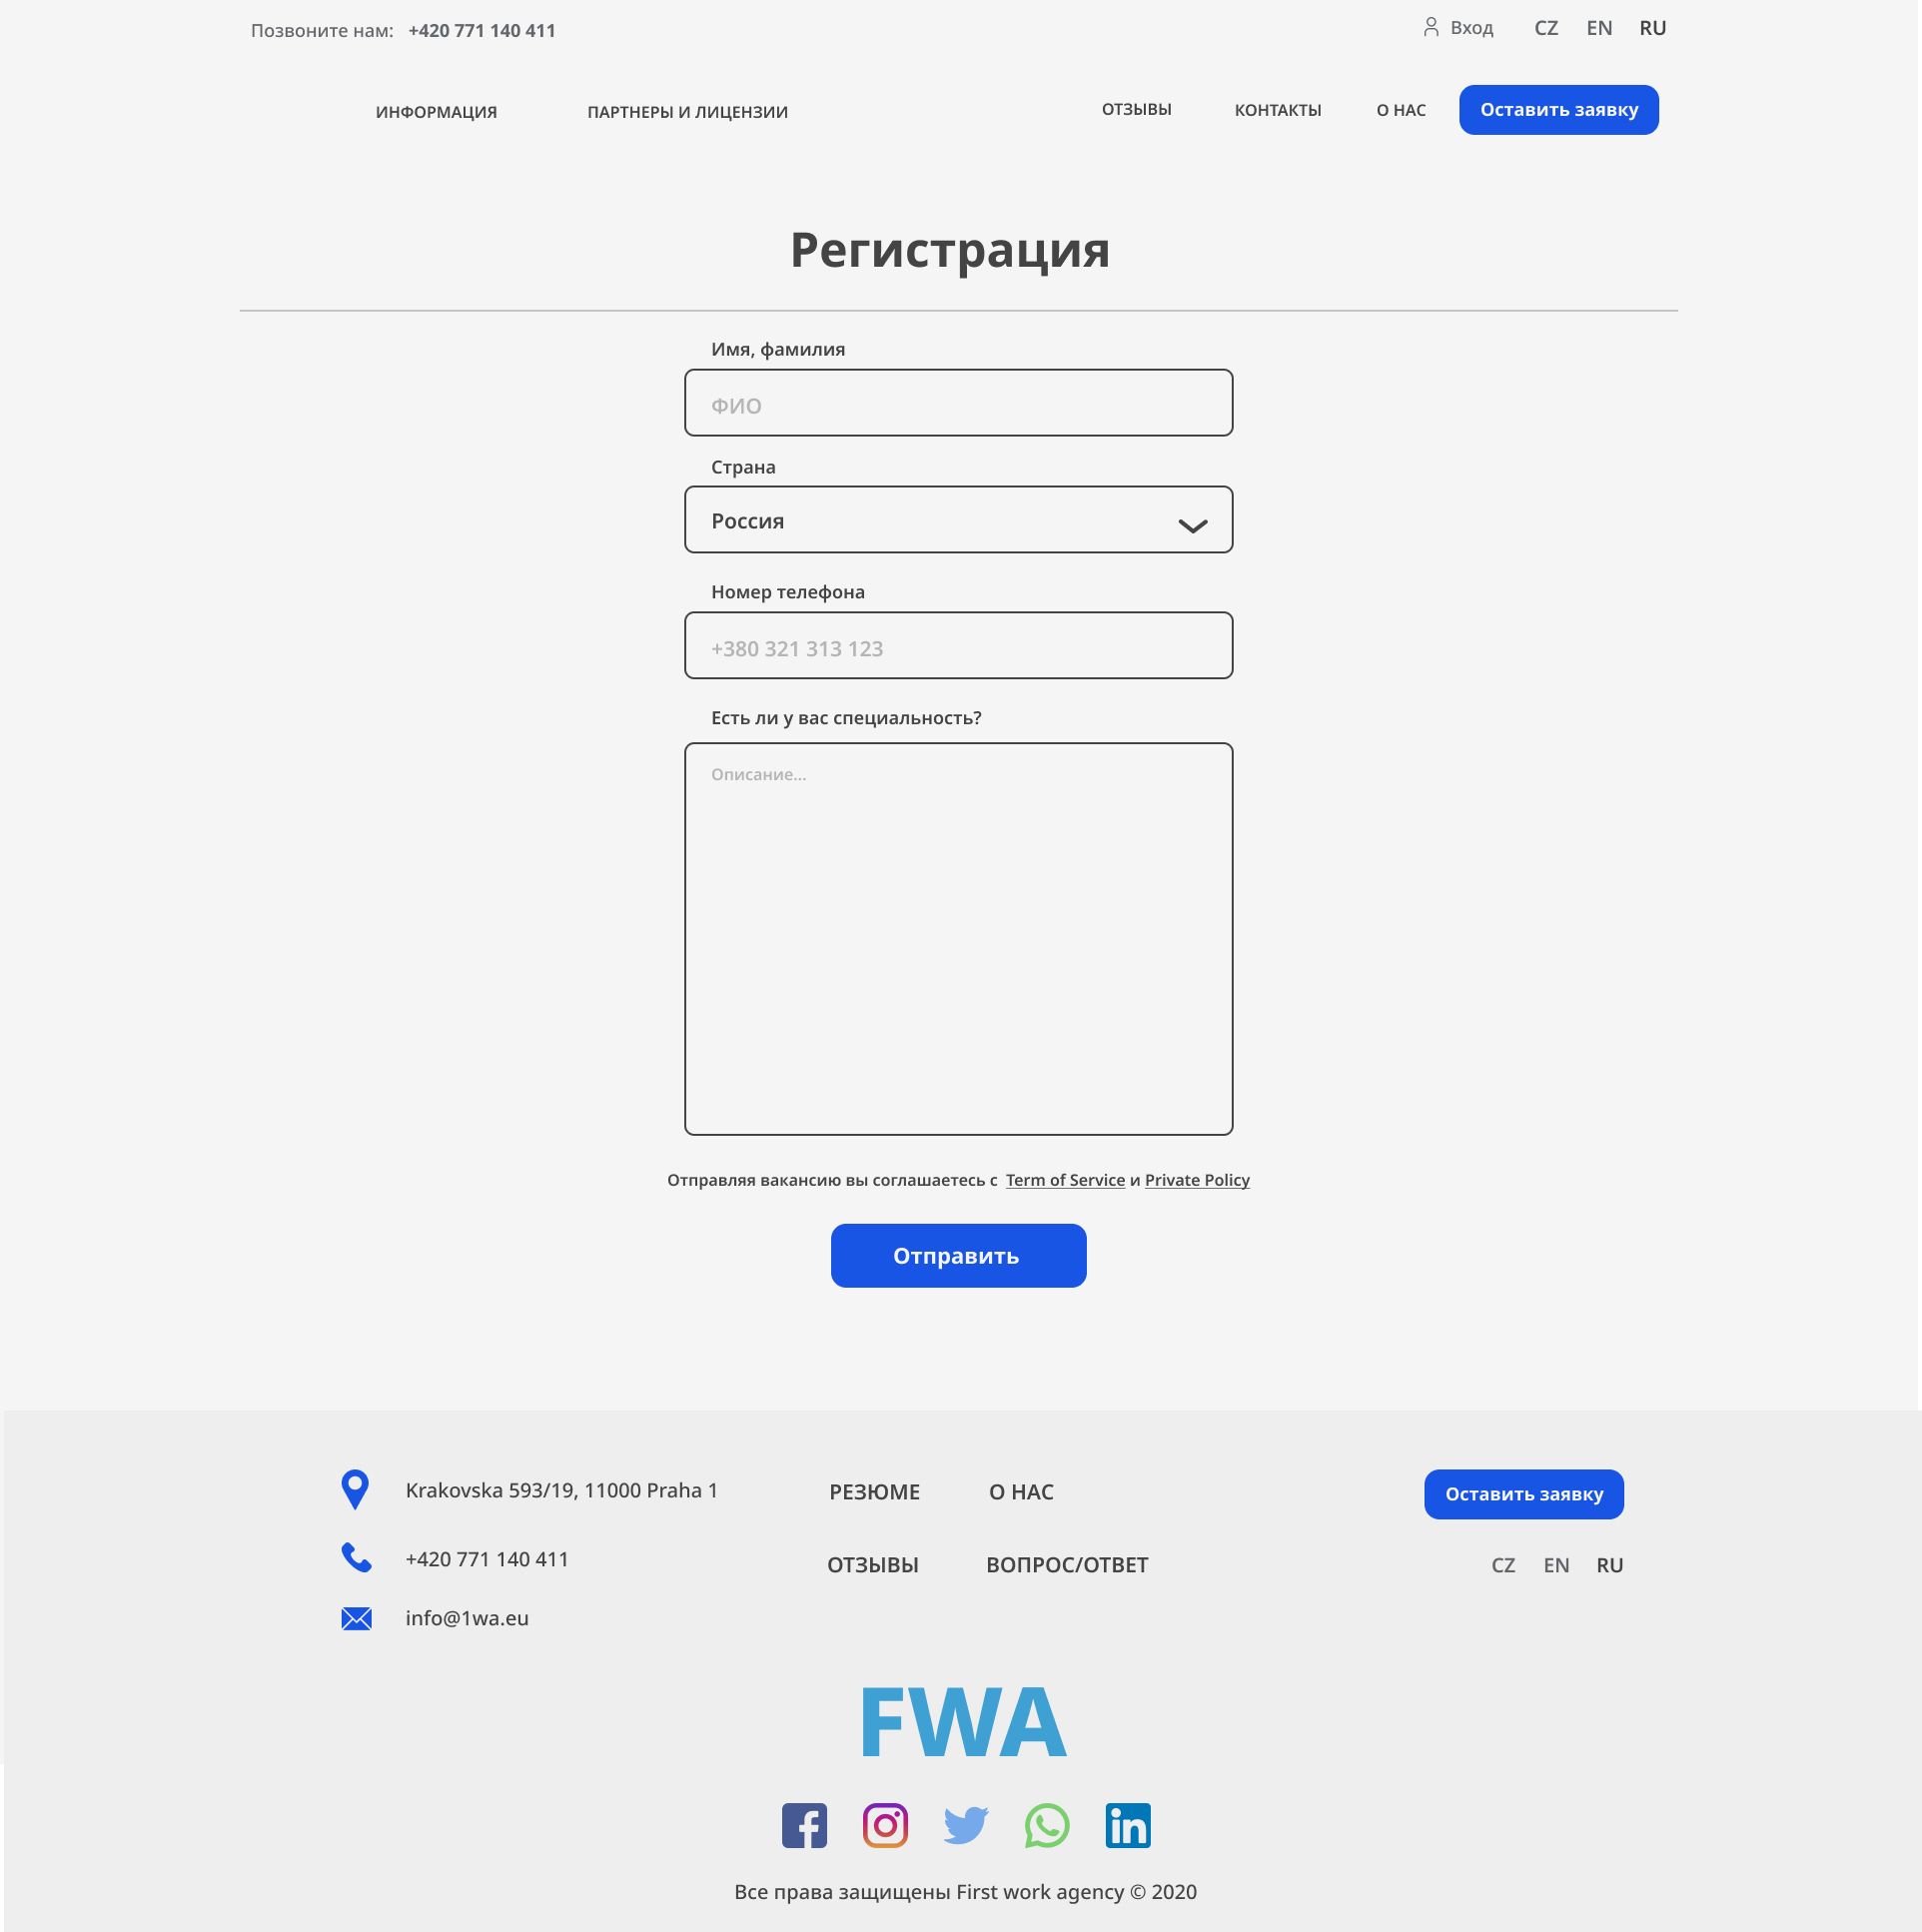 Позвоните нам: +420 771 140 411
Вход CZ EN RU
ИНФОРМАЦИЯ ПАРТНЕРЫ И ЛИЦЕНЗИИ ОТЗЫВЫ КОНТАКТЫ О НАС Оставить заявку
Регистрация
Имя, фамилия
ФИО
Страна
Россия
Номер телефона
+380 321 313 123
Есть ли у вас специальность?
Описание...
Отправляя вакансию вы соглашаетесь с Term of Service и Private Policy
Отправить
Krakovska 593/19, 11000 Praha 1
+420 771 140 411
info@1wa.eu
РЕЗЮМЕ О НАС
ОТЗЫВЫ ВОПРОС/ОТВЕТ
Оставить заявку
CZ EN RU
FWA
Все права защищены First work agency © 2020